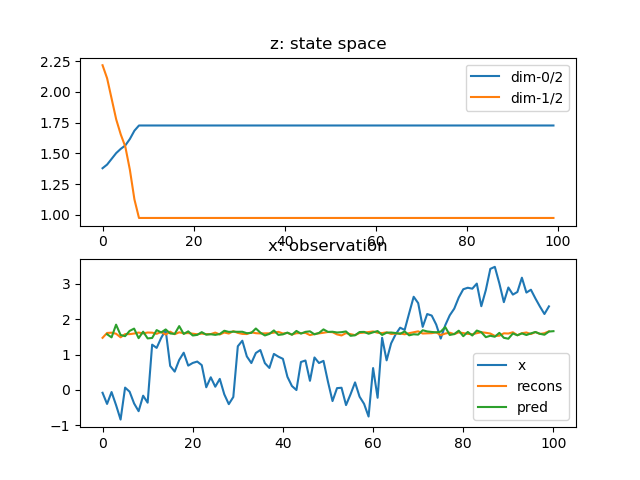 z: state space
2.25
2.00
1.75
1.50
1.25
1.00
dim-0/2
dim-1/2
0 20 40 60 80 100
x: observation
3
2
1
0
−1
x
recons
pred
0 20 40 60 80 100